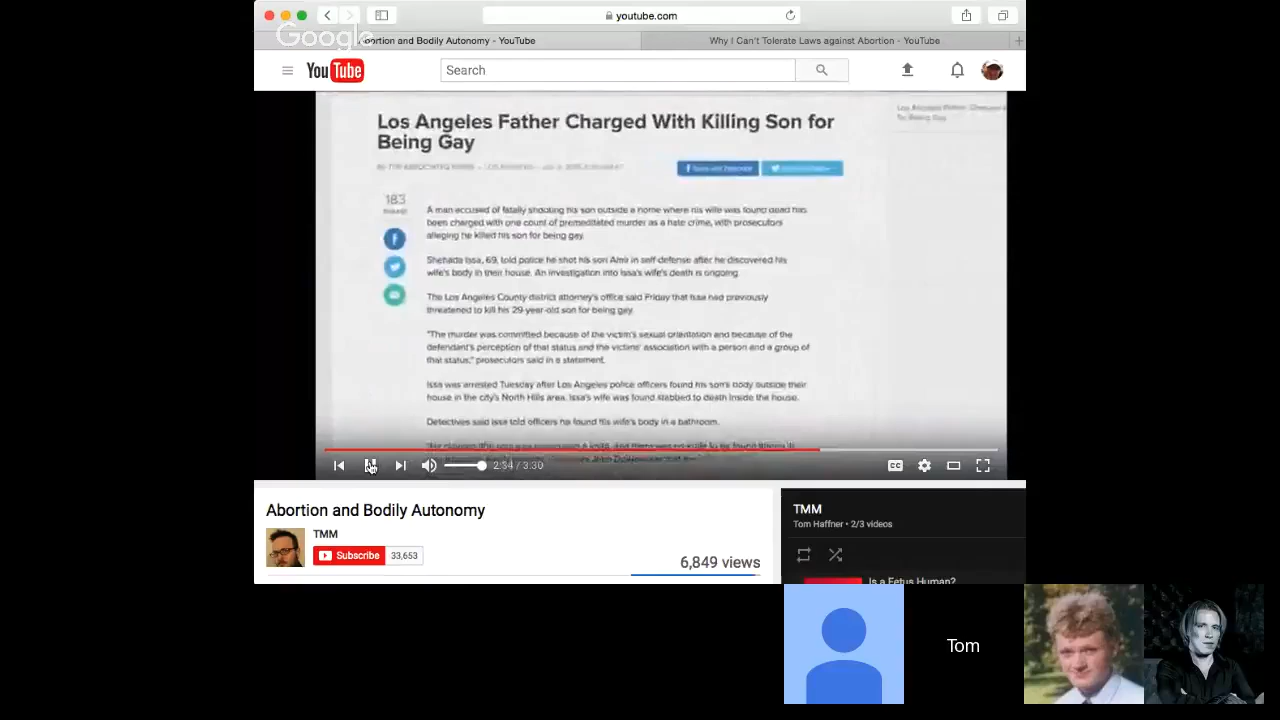 youtube.com
Google
bortion and Bodily Autonomy - YouTube
Why I Can't Tolerate Laws against Abortion - YouTube
+
YouTube
Search
Los Angeles Father Charged With Killing Son for
Being Gay
183
A man accused of fatally shooting his son outside a home where his wife was found dead has
been charged with one count of premeditated murder as a hate crime, with prosecutors
alleging he killed his son for being gay.
Shehada Issa, 69, told police he shot his son Amir in self-defense after he discovered his
wife's body in their house. An investigation into Issa's wife's death is ongoing.
The Los Angeles County district attorney's office said Friday that Issa had previously
threatened to kill his 29-year-old son for being gay.
"The murder was committed because of the victim's sexual orientation and because of the
defendant's perception of that status and the victims' association with a person and a group of
that status," prosecutors said in a statement.
Issa was arrested Tuesday after Los Angeles police officers found his son's body outside their
house in the city's North Hills area. Issa's wife was found stabbed to death inside the house.
Detectives said Issa told officers he found his wife's body in a bathroom.
2:34 / 3:30
CC
Abortion and Bodily Autonomy
TMM
Subscribe 33,653
6,849 views
TMM
Tom Haffner • 2/3 videos
Is a Fetus Human?
Tom